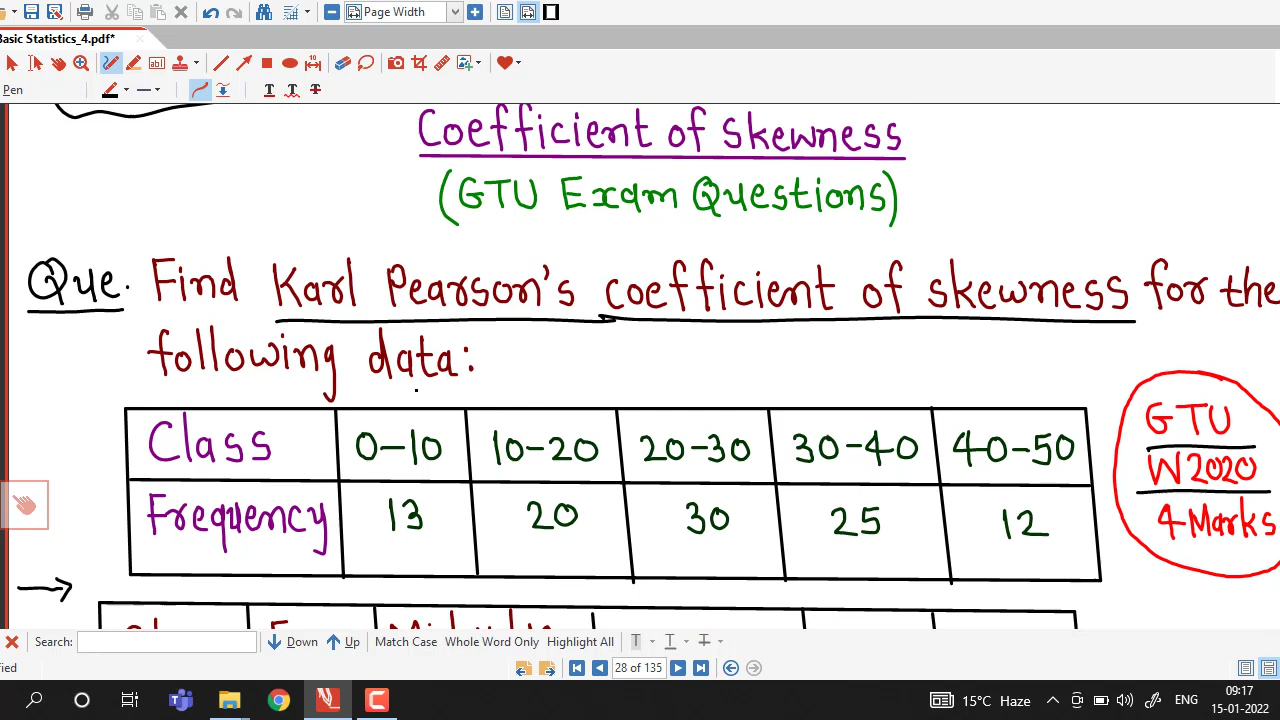 Page Width
Basic Statistics_4.pdf*
Pen
Coefficient of skewness
(GTU Exam Questions)
Que. Find Karl Pearson's coefficient of skewness for the
following data:
Class 0-10 10-20 20-30 30-40 40-50
Frequency 13 20 30 25 12
GTU
W2020
4 Marks
Search: Down Up Match Case Whole Word Only Highlight All
28 of 135
15°C Haze ENG
09:17
15-01-2022